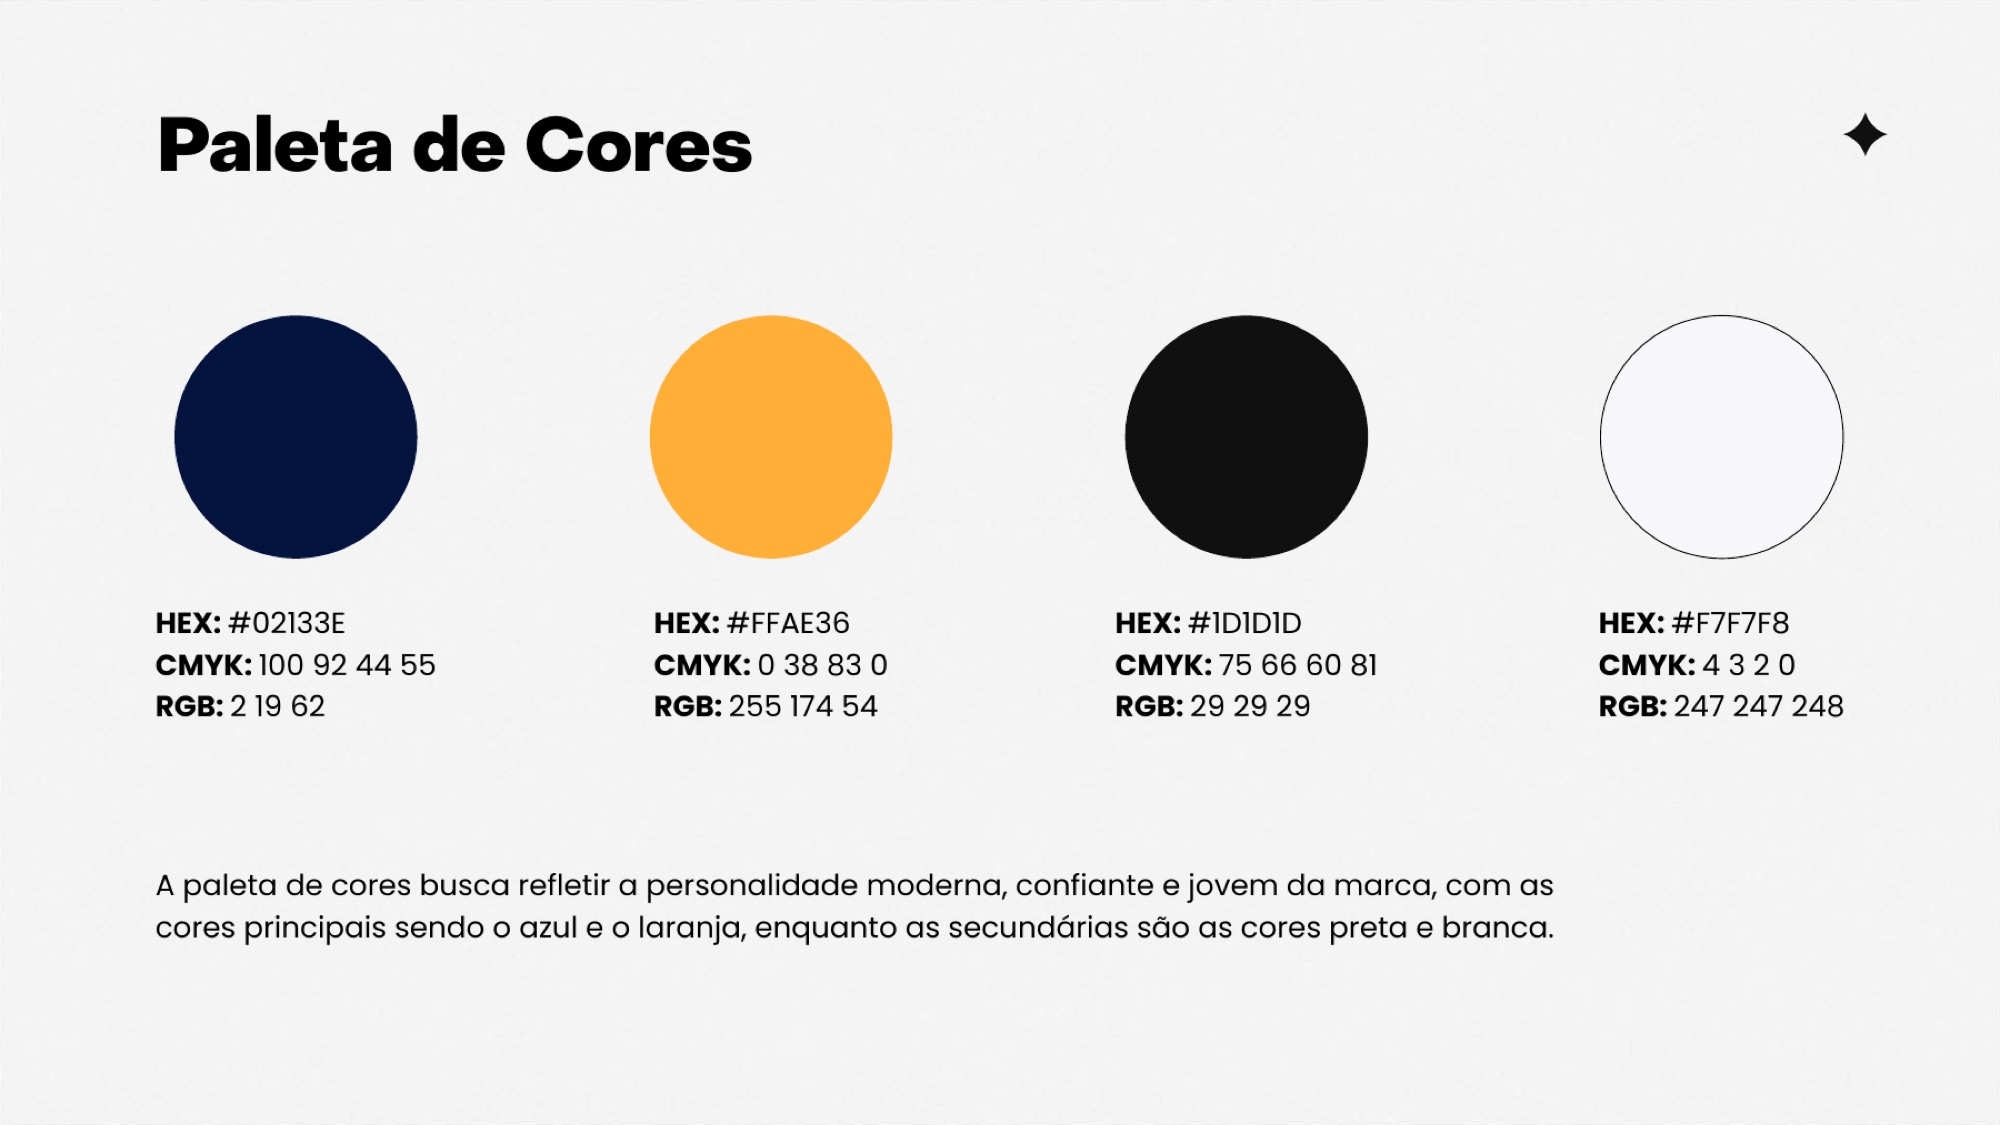 Paleta de Cores
HEX: #02133E
CMYK: 100 92 44 55
RGB: 2 19 62
HEX: #FFAE36
CMYK: 0 38 83 0
RGB: 255 174 54
HEX: #1D1D1D
CMYK: 75 66 60 81
RGB: 29 29 29
HEX: #F7F7F8
CMYK: 4 3 2 0
RGB: 247 247 248
A paleta de cores busca refletir a personalidade moderna, confiante e jovem da marca, com as
cores principais sendo o azul e o laranja, enquanto as secundárias são as cores preta e branca.